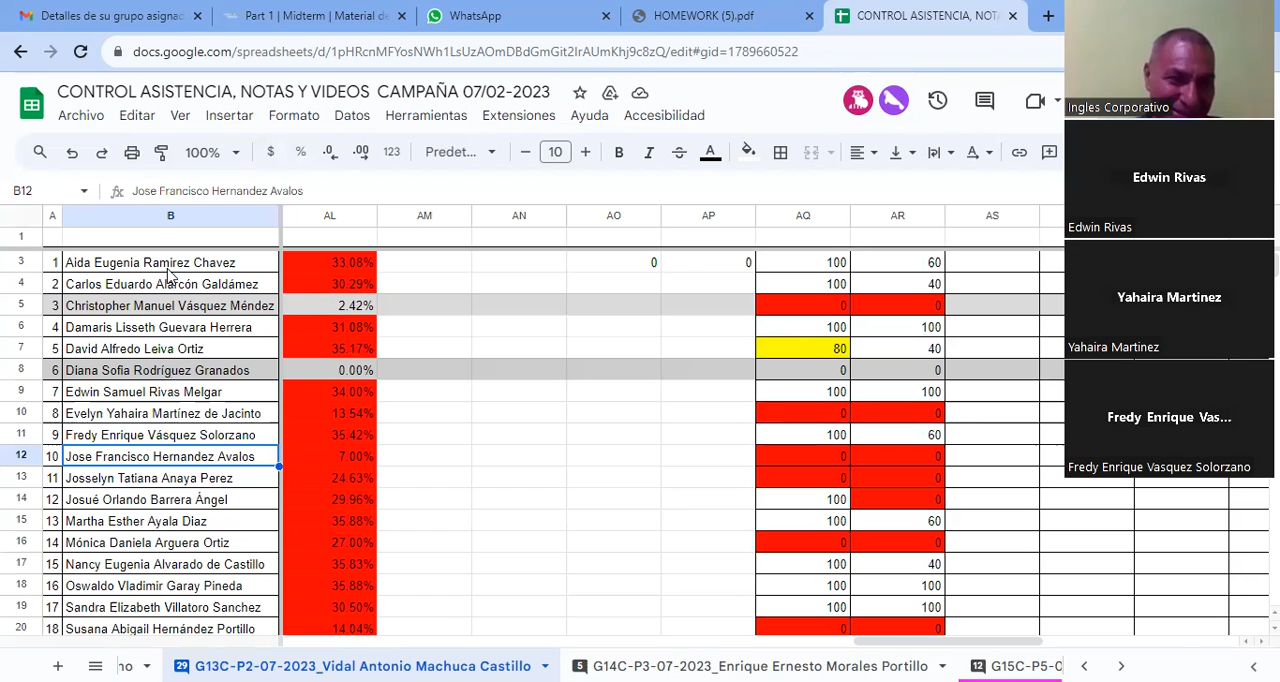 Detalles de su grupo asignac
Part 1 | Midterm | Material de
WhatsApp
HOMEWORK (5).pdf
CONTROL ASISTENCIA, NOTA
docs.google.com/spreadsheets/d/1pHRcnMFYosNWh1LsUzAOmDBdGmGit2IrAUmKhj9c8zQ/edit#gid=1789660522
CONTROL ASISTENCIA, NOTAS Y VIDEOS CAMPAÑA 07/02-2023
Archivo Editar Insertar Formato Datos Herramientas Extensiones Ayuda Accesibilidad
100% $ % .0 .00 123 Predet... 10 B I A
B12 fx Jose Francisco Hernandez Avalos
A B AL AM AN AO AP AQ AR AS
1
3 1 Aida Eugenia Ramirez Chavez 33.08% 0 0 100 60
4 2 Carlos Eduardo Alarcón Galdámez 30.29% 100 40
5 3 Christopher Manuel Vásquez Méndez 2.42% 0 0
6 4 Damaris Lisseth Guevara Herrera 31.08% 100 100
7 5 David Alfredo Leiva Ortiz 35.17% 80 40
8 6 Diana Sofia Rodríguez Granados 0.00% 0 0
9 7 Edwin Samuel Rivas Melgar 34.00% 100 100
10 8 Evelyn Yahaira Martínez de Jacinto 13.54% 0 0
11 9 Fredy Enrique Vásquez Solorzano 35.42% 100 60
12 10 Jose Francisco Hernandez Avalos 7.00% 0 0
13 11 Josselyn Tatiana Anaya Perez 24.63% 0 0
14 12 Josué Orlando Barrera Ángel 29.96% 100 0
15 13 Maritza Esther Ayala Diaz 35.88% 100 60
16 14 Mónica Daniela Arguera Ortiz 27.00% 0 0
17 15 Nancy Eugenia Alvarado de Castillo 35.83% 100 40
18 16 Oswaldo Vladimir Garay Pineda 35.88% 100 100
19 17 Sandra Elizabeth Villatoro Sanchez 30.50% 100 100
20 18 Susana Abigail Hernández Portillo 14.04% 0 0
no
29 G13C-P2-07-2023_Vidal Antonio Machuca Castillo
5 G14C-P3-07-2023_Enrique Ernesto Morales Portillo
12 G15C-P5-0
Ingles Corporativo
Edwin Rivas
Edwin Rivas
Yahaira Martinez
Yahaira Martinez
Fredy Enrique Vas...
Fredy Enrique Vasquez Solorzano